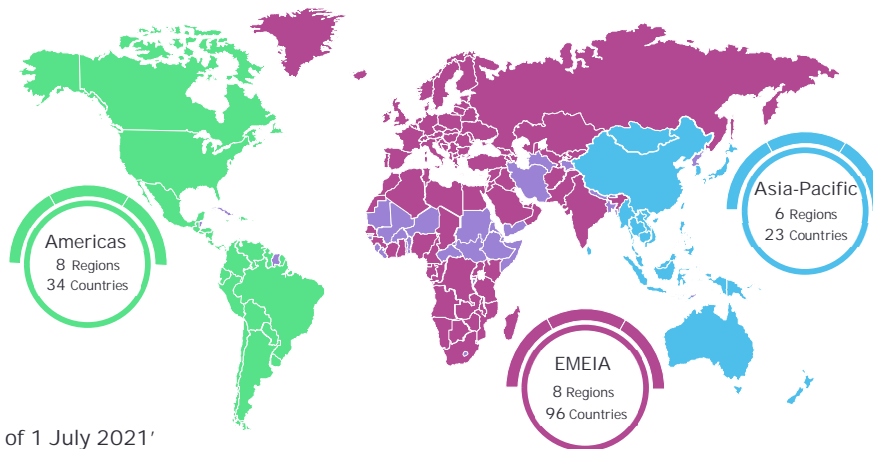 Americas
8 Regions
34 Countries
EMEIA
8 Regions
96 Countries
Asia-Pacific
6 Regions
23 Countries
of 1 July 2021′